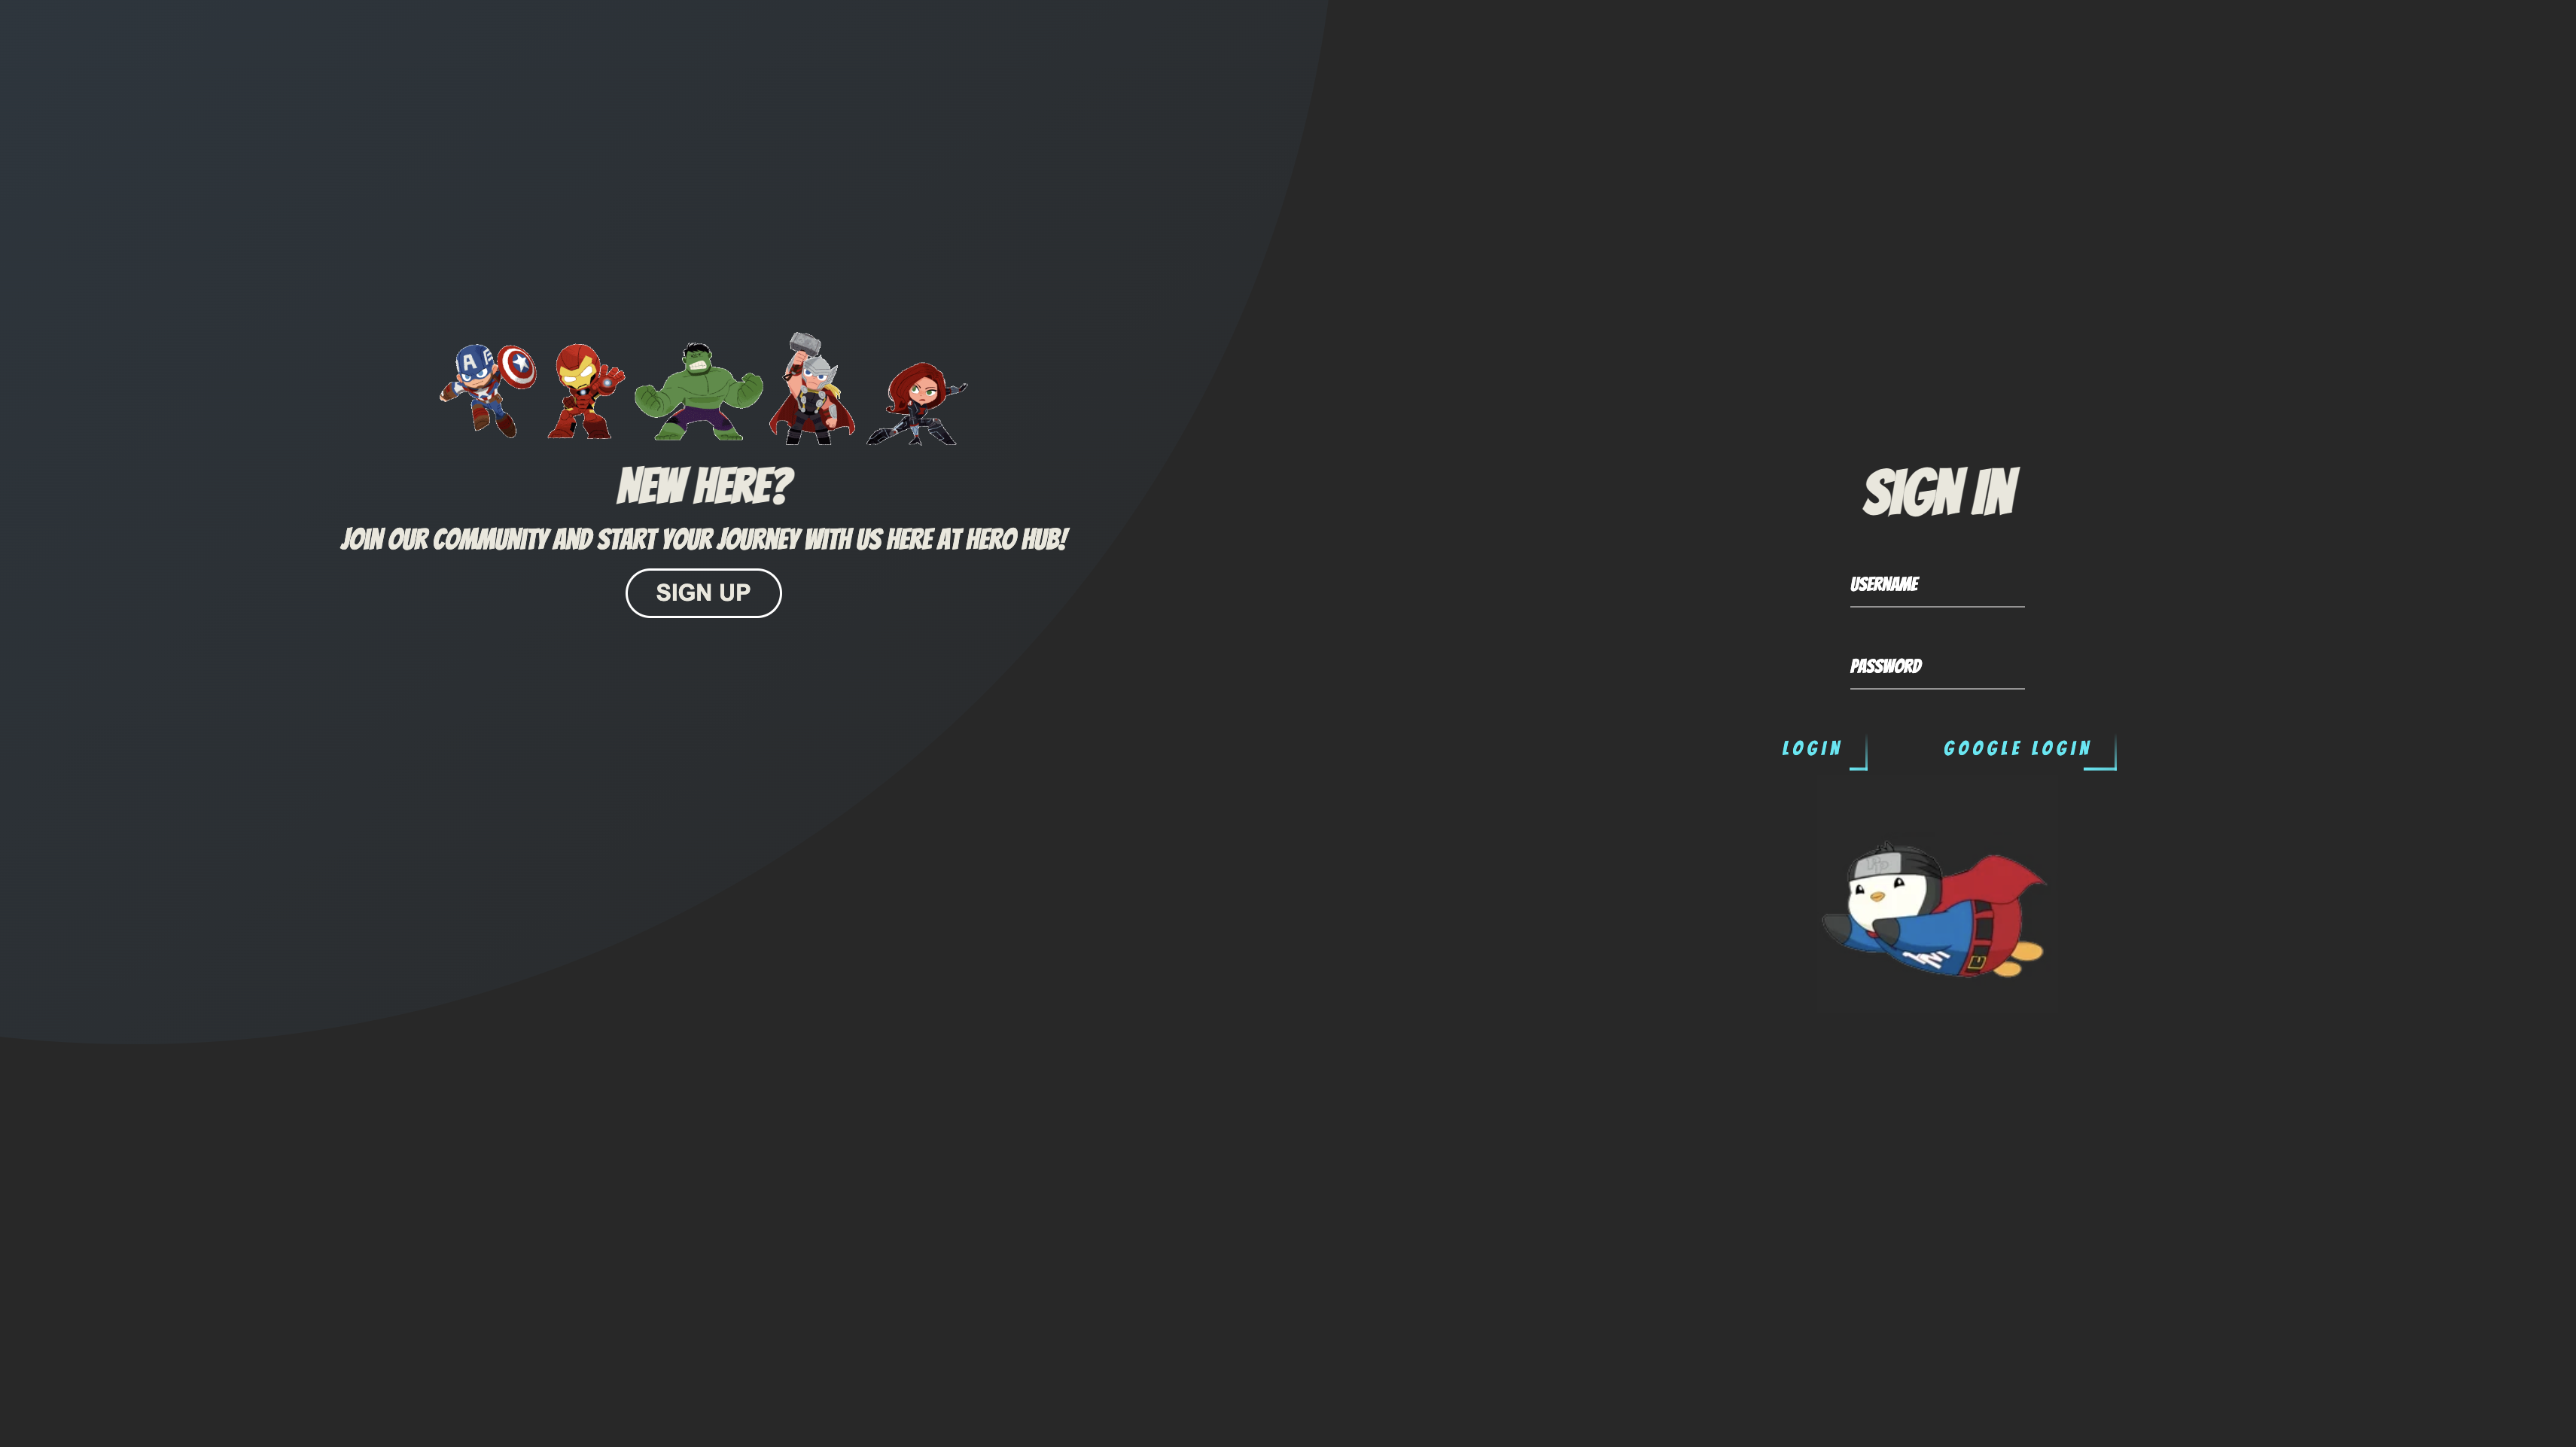 A
NEW HERE?
JOIN OUR COMMUNITY AND START YOUR JOURNEY WITH US HERE AT HERO HUB!
SIGN UP
SIGN IN
USERNAME
PASSWORD
LOGIN
GOOGLE LOGIN